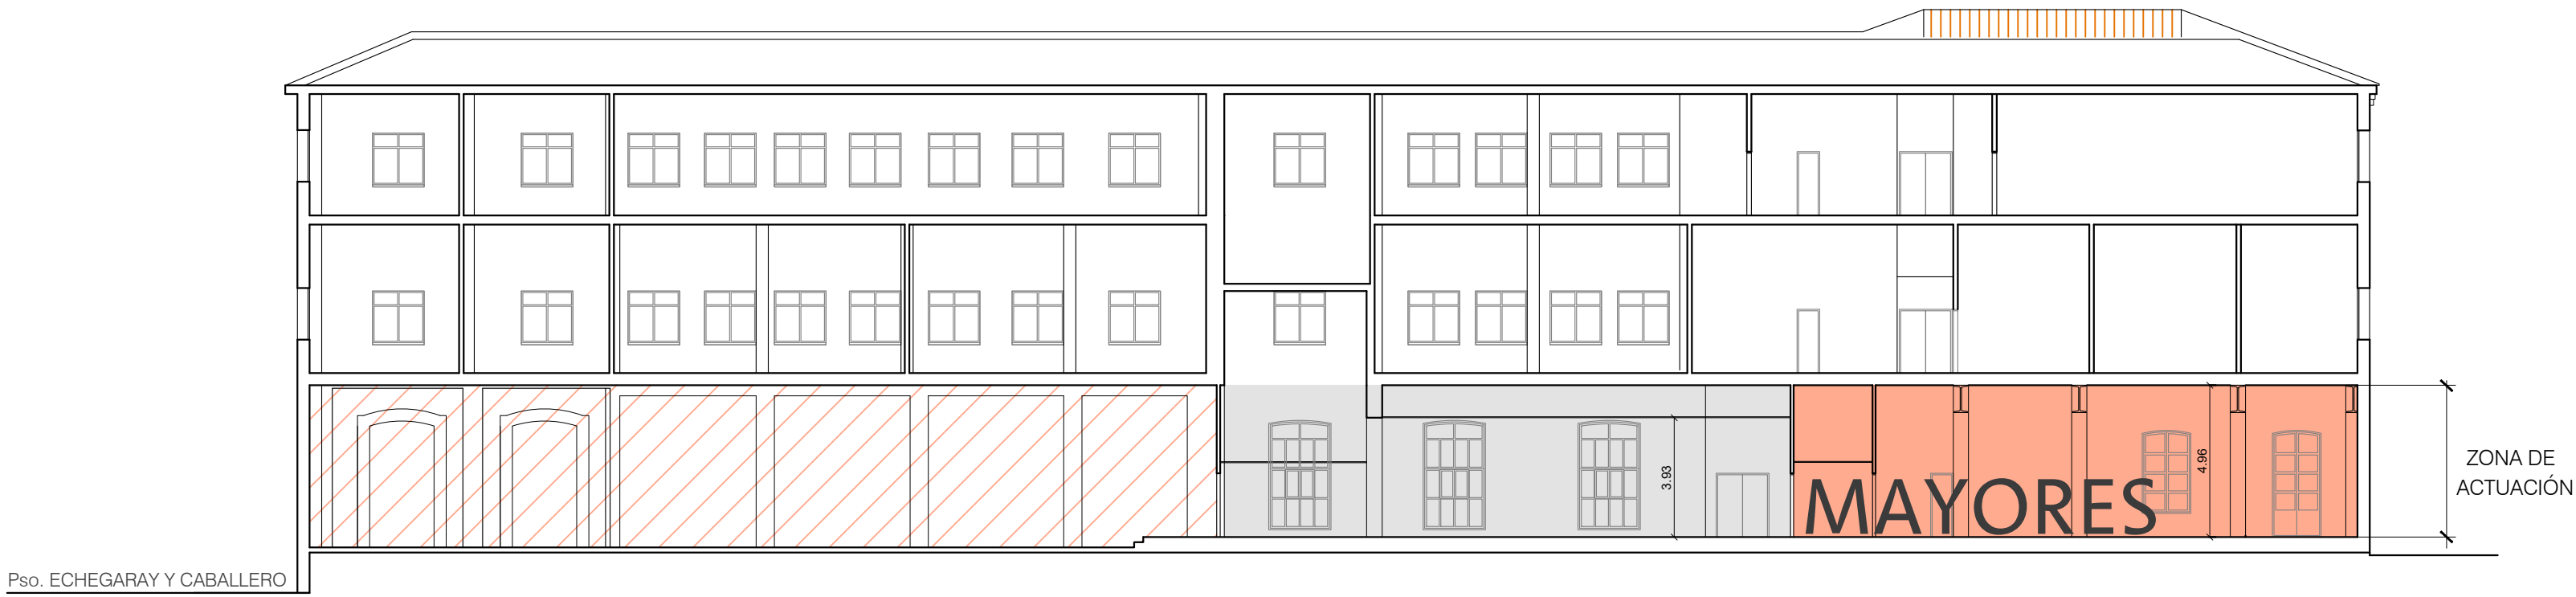 3.93
4.96
MAYORES
ZONA DE
ACTUACIÓN
Pso. ECHEGARAY Y CABALLERO